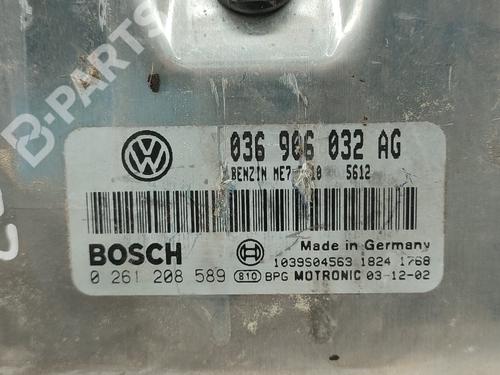 B-PARTS
036 906 032 AG
BENZIN ME7 10 5612
BOSCH
Made in Germany
1039S04563 1824 1768
0 261 208 589 810 BPG MOTRONIC 03-12-02